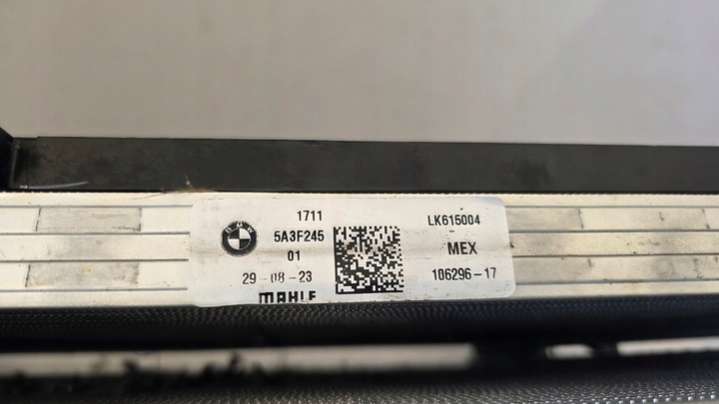 1711
5A3F245
01
29-08-23
MAHLE
LK615004
MEX
106296-17